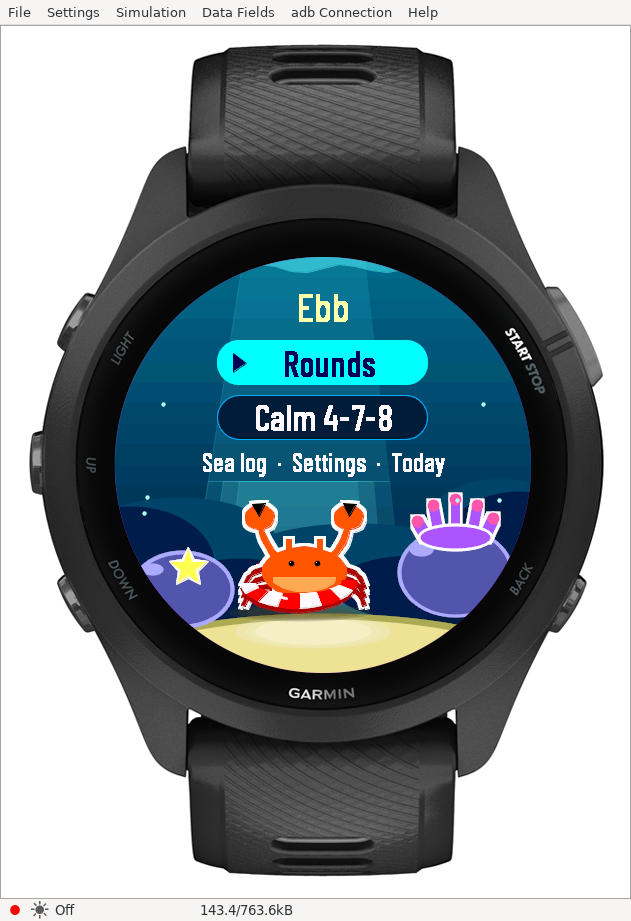 File Settings Simulation Data Fields adb Connection Help
Ebb
START STOP
LIGHT
Rounds
Calm 4-7-8
UP
Sea log · Settings · Today
DOWN
BACK
GARMIN
Off 143.4/763.6kB